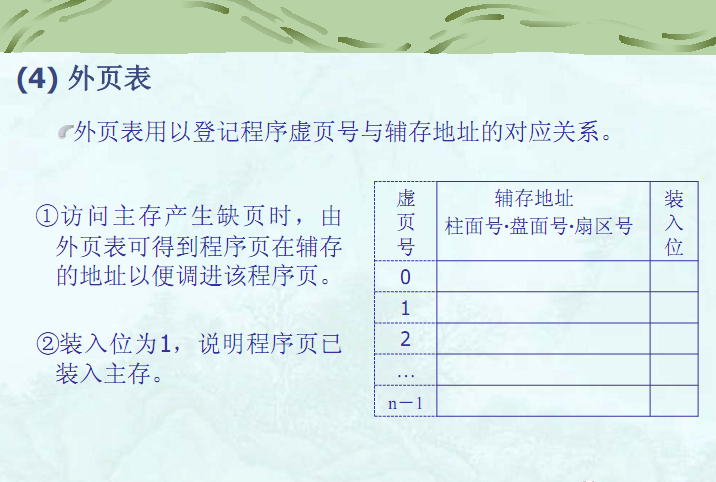 (4) 外页表
外页表用以登记程序虚页号与辅存地址的对应关系。
①访问主存产生缺页时，由
外页表可得到程序页在辅存
的地址以便调进该程序页。
②装入位为1，说明程序页已
装入主存。
虚页号
辅存地址
柱面号·盘面号·扇区号
装入位
0
1
2
…
n－1